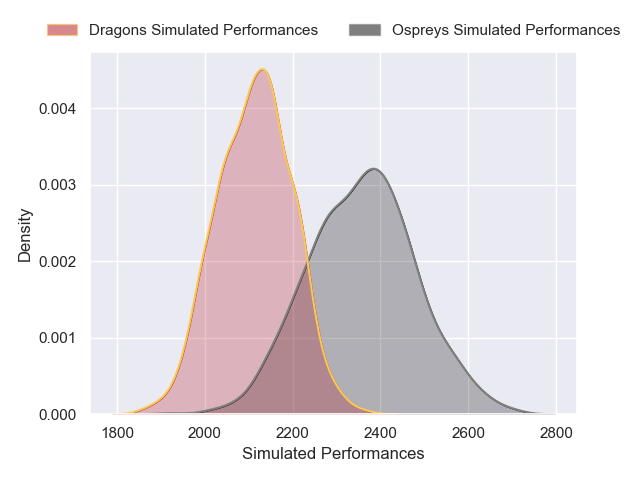 Dragons Simulated Performances Ospreys Simulated Performances
0.004
0.003
0.002
0.001
0.000
Density
1800 2000 2200 2400 2600 2800
Simulated Performances